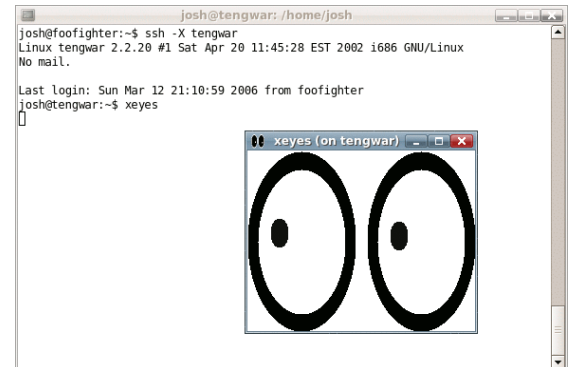 josh@tengwar: /home/josh
josh@foofighter:~$ ssh -X tengwar
Linux tengwar 2.2.20 #1 Sat Apr 20 11:45:28 EST 2002 i686 GNU/Linux
No mail.
Last login: Sun Mar 12 21:10:59 2006 from foofighter
josh@tengwar:~$ xeyes
xeyes (on tengwar)